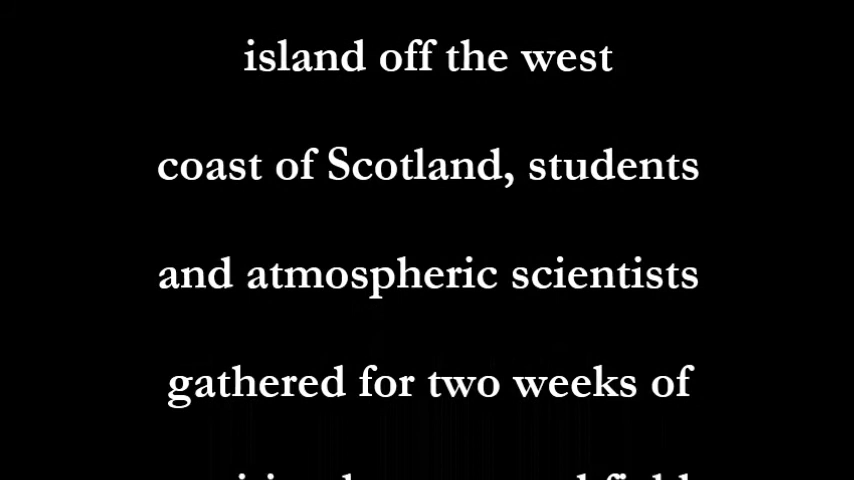 island off the west
coast of Scotland, students
and atmospheric scientists
gathered for two weeks of